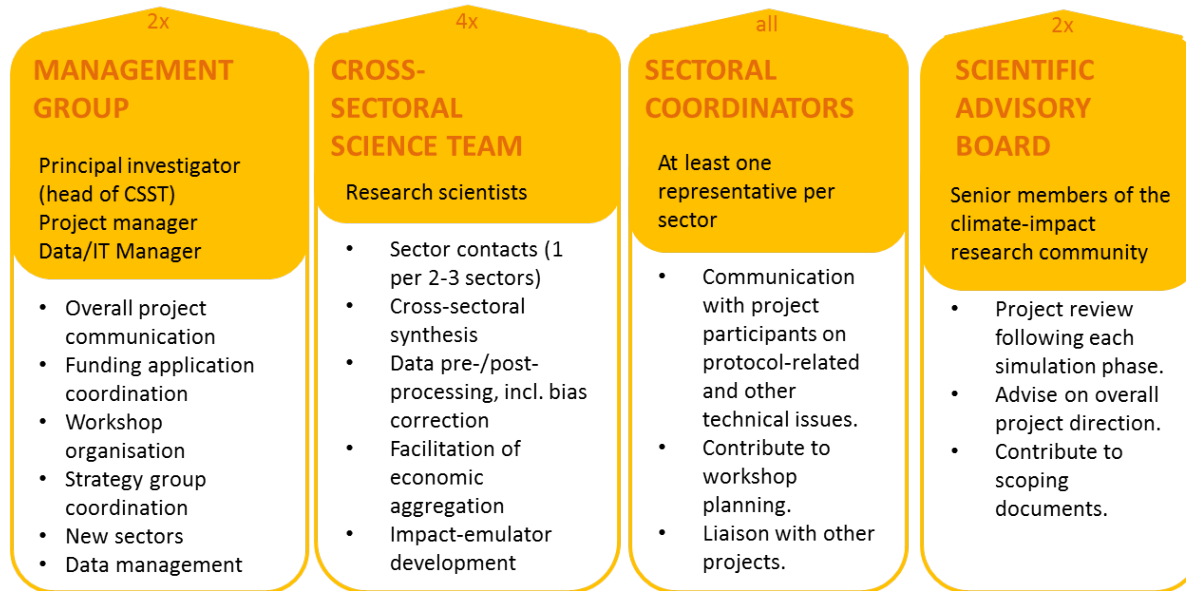 2x
MANAGEMENT
GROUP
Principal investigator
(head of CSST)
Project manager
Data/IT Manager
• Overall project
communication
• Funding application
coordination
• Workshop
organisation
• Strategy group
coordination
• New sectors
• Data management
4x
CROSS-
SECTORAL
SCIENCE TEAM
Research scientists
• Sector contacts (1
per 2-3 sectors)
• Cross-sectoral
synthesis
• Data pre-/post-
processing, incl. bias
correction
• Facilitation of
economic
aggregation
• Impact-emulator
development
all
SECTORAL
COORDINATORS
At least one
representative per
sector
• Communication
with project
participants on
protocol-related
and other
technical issues.
• Contribute to
workshop
planning.
• Liaison with other
projects.
2x
SCIENTIFIC
ADVISORY
BOARD
Senior members of the
climate-impact
research community
• Project review
following each
simulation phase.
• Advise on overall
project direction.
• Contribute to
scoping
documents.